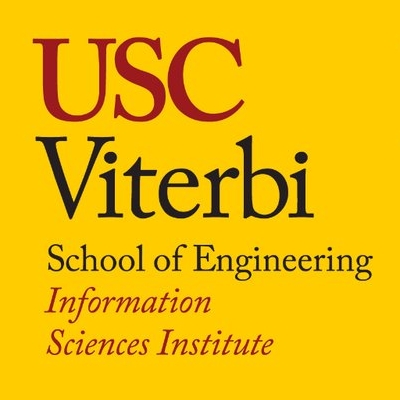 USC
Viterbi
School of Engineering
Information
Sciences Institute